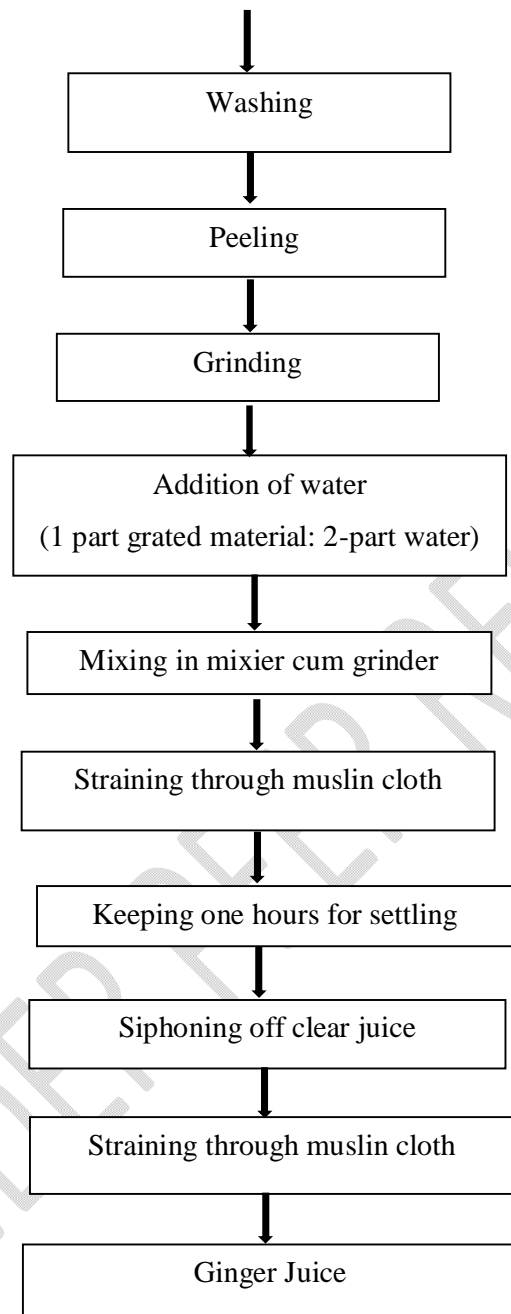 Washing
Peeling
Grinding
Addition of water
(1 part grated material: 2-part water)
Mixing in mixier cum grinder
Straining through muslin cloth
Keeping one hours for settling
Siphoning off clear juice
Straining through muslin cloth
Ginger Juice